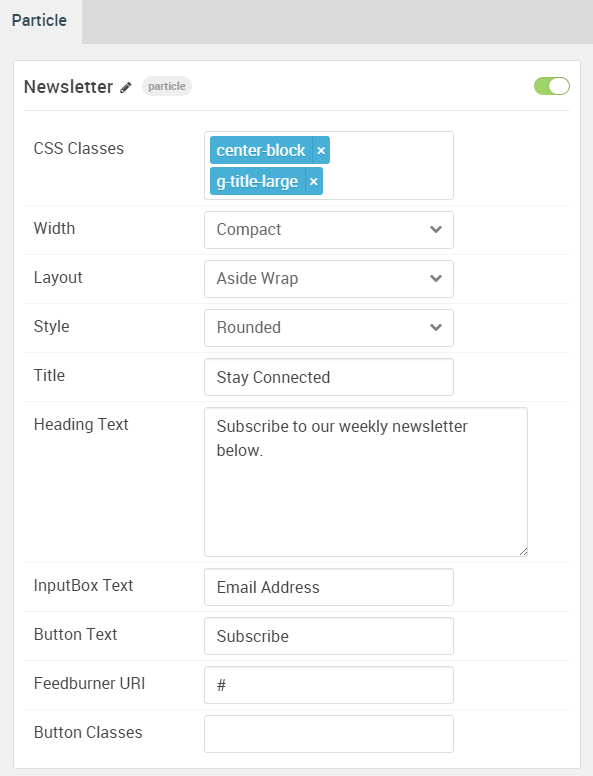 Particle
Newsletter particle
CSS Classes center-block ×
g-title-large ×
Width Compact
Layout Aside Wrap
Style Rounded
Title Stay Connected
Heading Text Subscribe to our weekly newsletter
below.
InputBox Text Email Address
Button Text Subscribe
Feedburner URI #
Button Classes